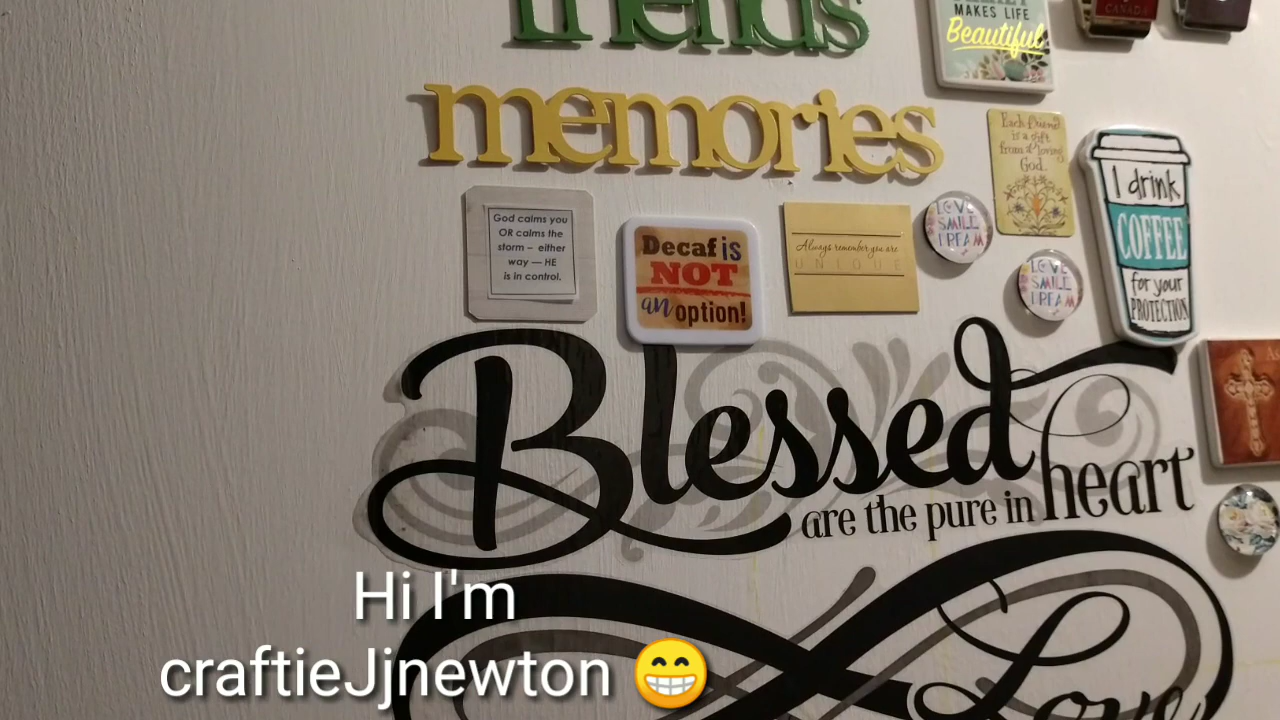 friends
MAKES LIFE
Beautiful
CANADA
memories
God calms you
OR calms the
storm – either
way — HE
is in control.
Decaf is
NOT
an option!
Always remember you are
UNIQUE
LOVE
SMILE
DREAM
LOVE
SMILE
DREAM
Each Friend
is a gift
from a loving
God.
I drink
COFFEE
for your
PROTECTION
Blessed
are the pure in heart
Love
Hi I'm
craftieJjnewton 😁